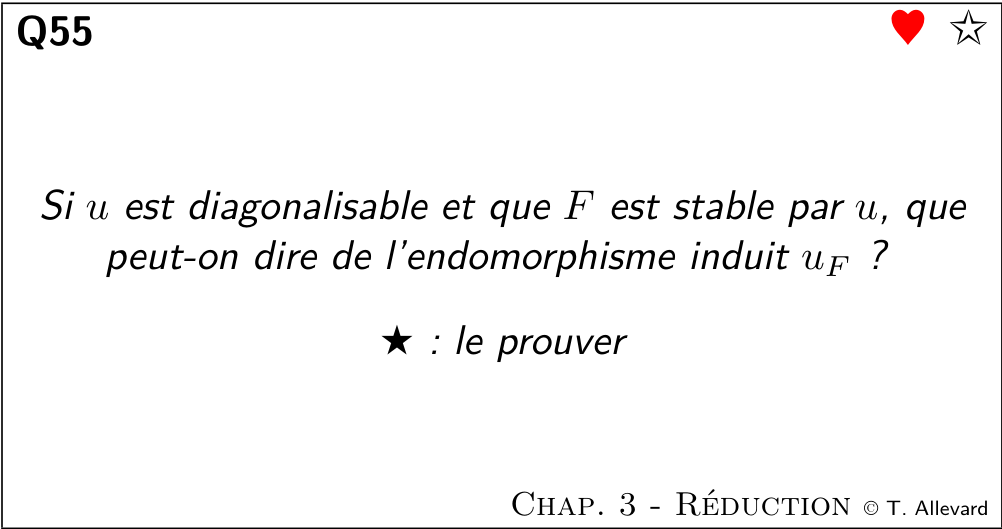 Q55 ♥ ☆
Si u est diagonalisable et que F est stable par u, que
peut-on dire de l'endomorphisme induit u_F ?
★ : le prouver
CHAP. 3 - RÉDUCTION © T. Allevard